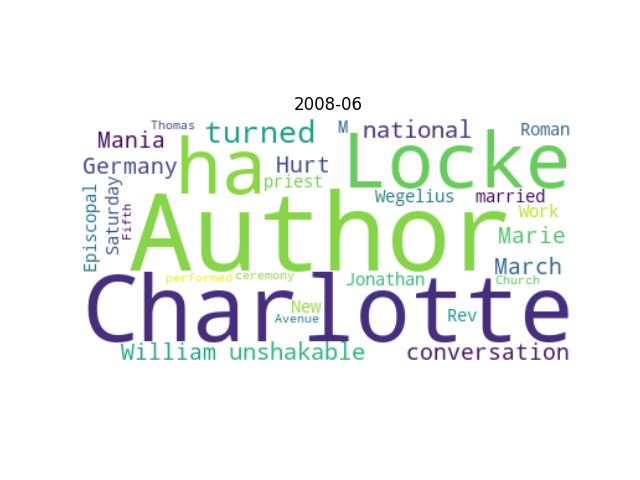 2008-06
Thomas
turned
M
national
Roman
Mania
ha
Locke
Germany
Hurt
priest
Episcopal
Saturday
Fifth
Author
Wegelius
married
Work
Marie
Charlotte
performed
ceremony
Jonathan
March
Church
New
Avenue
Rev
William
unshakable
conversation